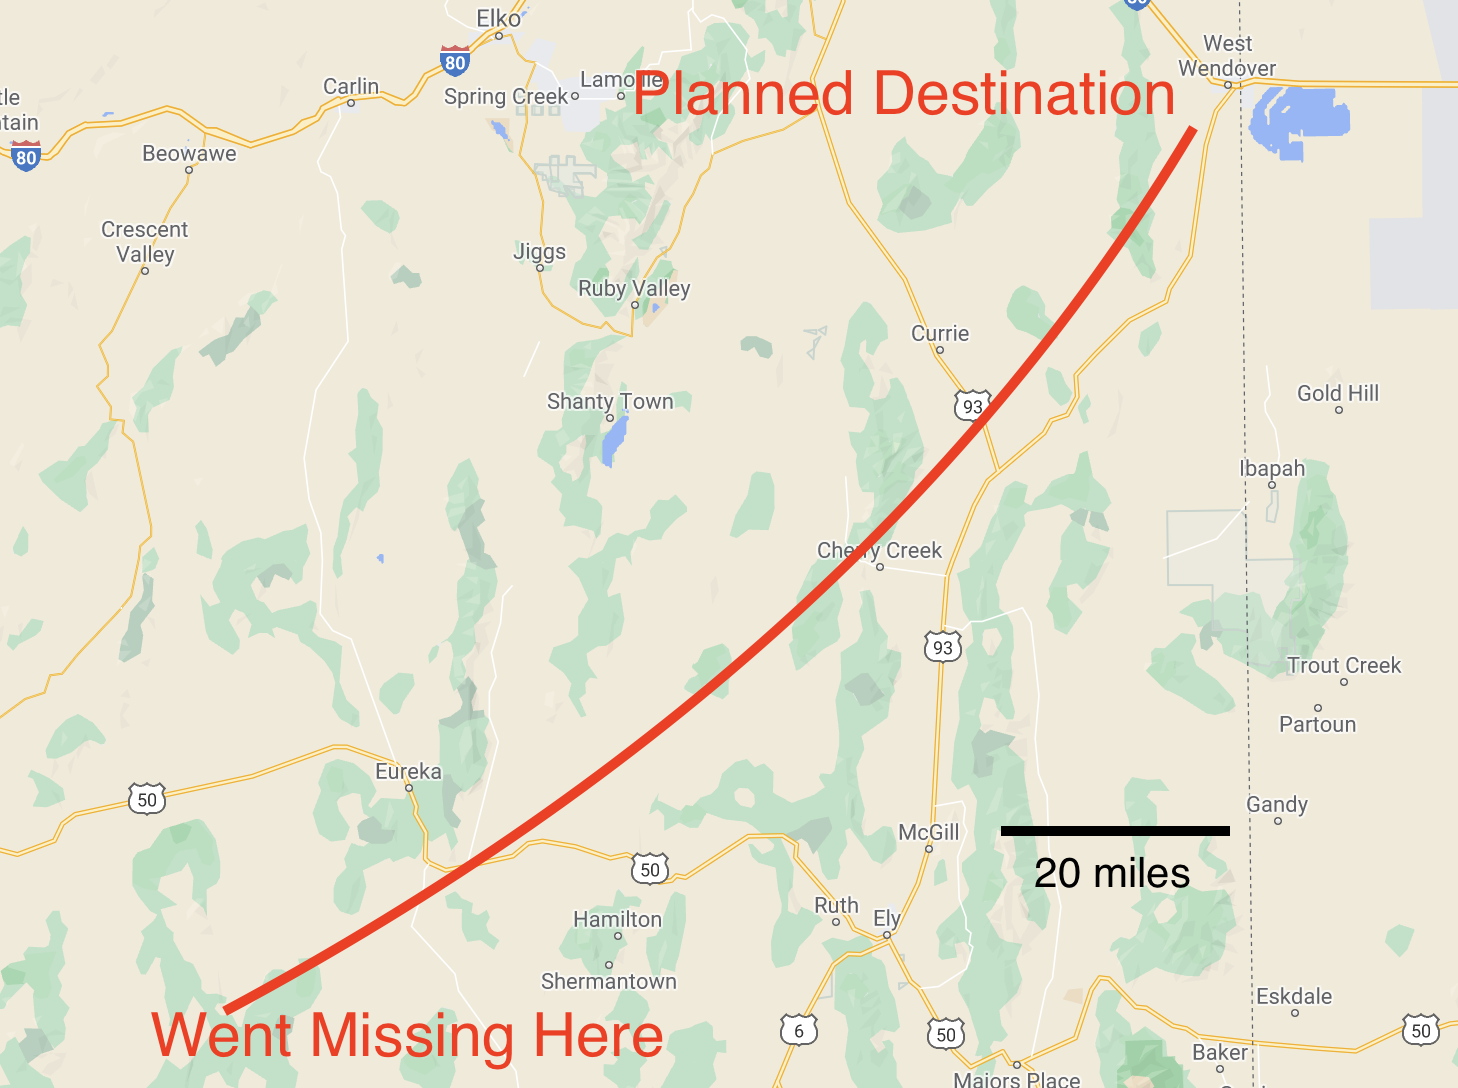 Elko
80
West
Wendover
Lamoille
Planned Destination
Carlin
Spring Creek
80
Beowawe
Crescent
Valley
Jiggs
Ruby Valley
Currie
93
Shanty Town
Gold Hill
Ibapah
Cherry Creek
93
Trout Creek
Partoun
Eureka
50
Gandy
McGill
20 miles
50
Ruth
Ely
Hamilton
Shermantown
Eskdale
Went Missing Here
6
50
50
Baker
Majors Place